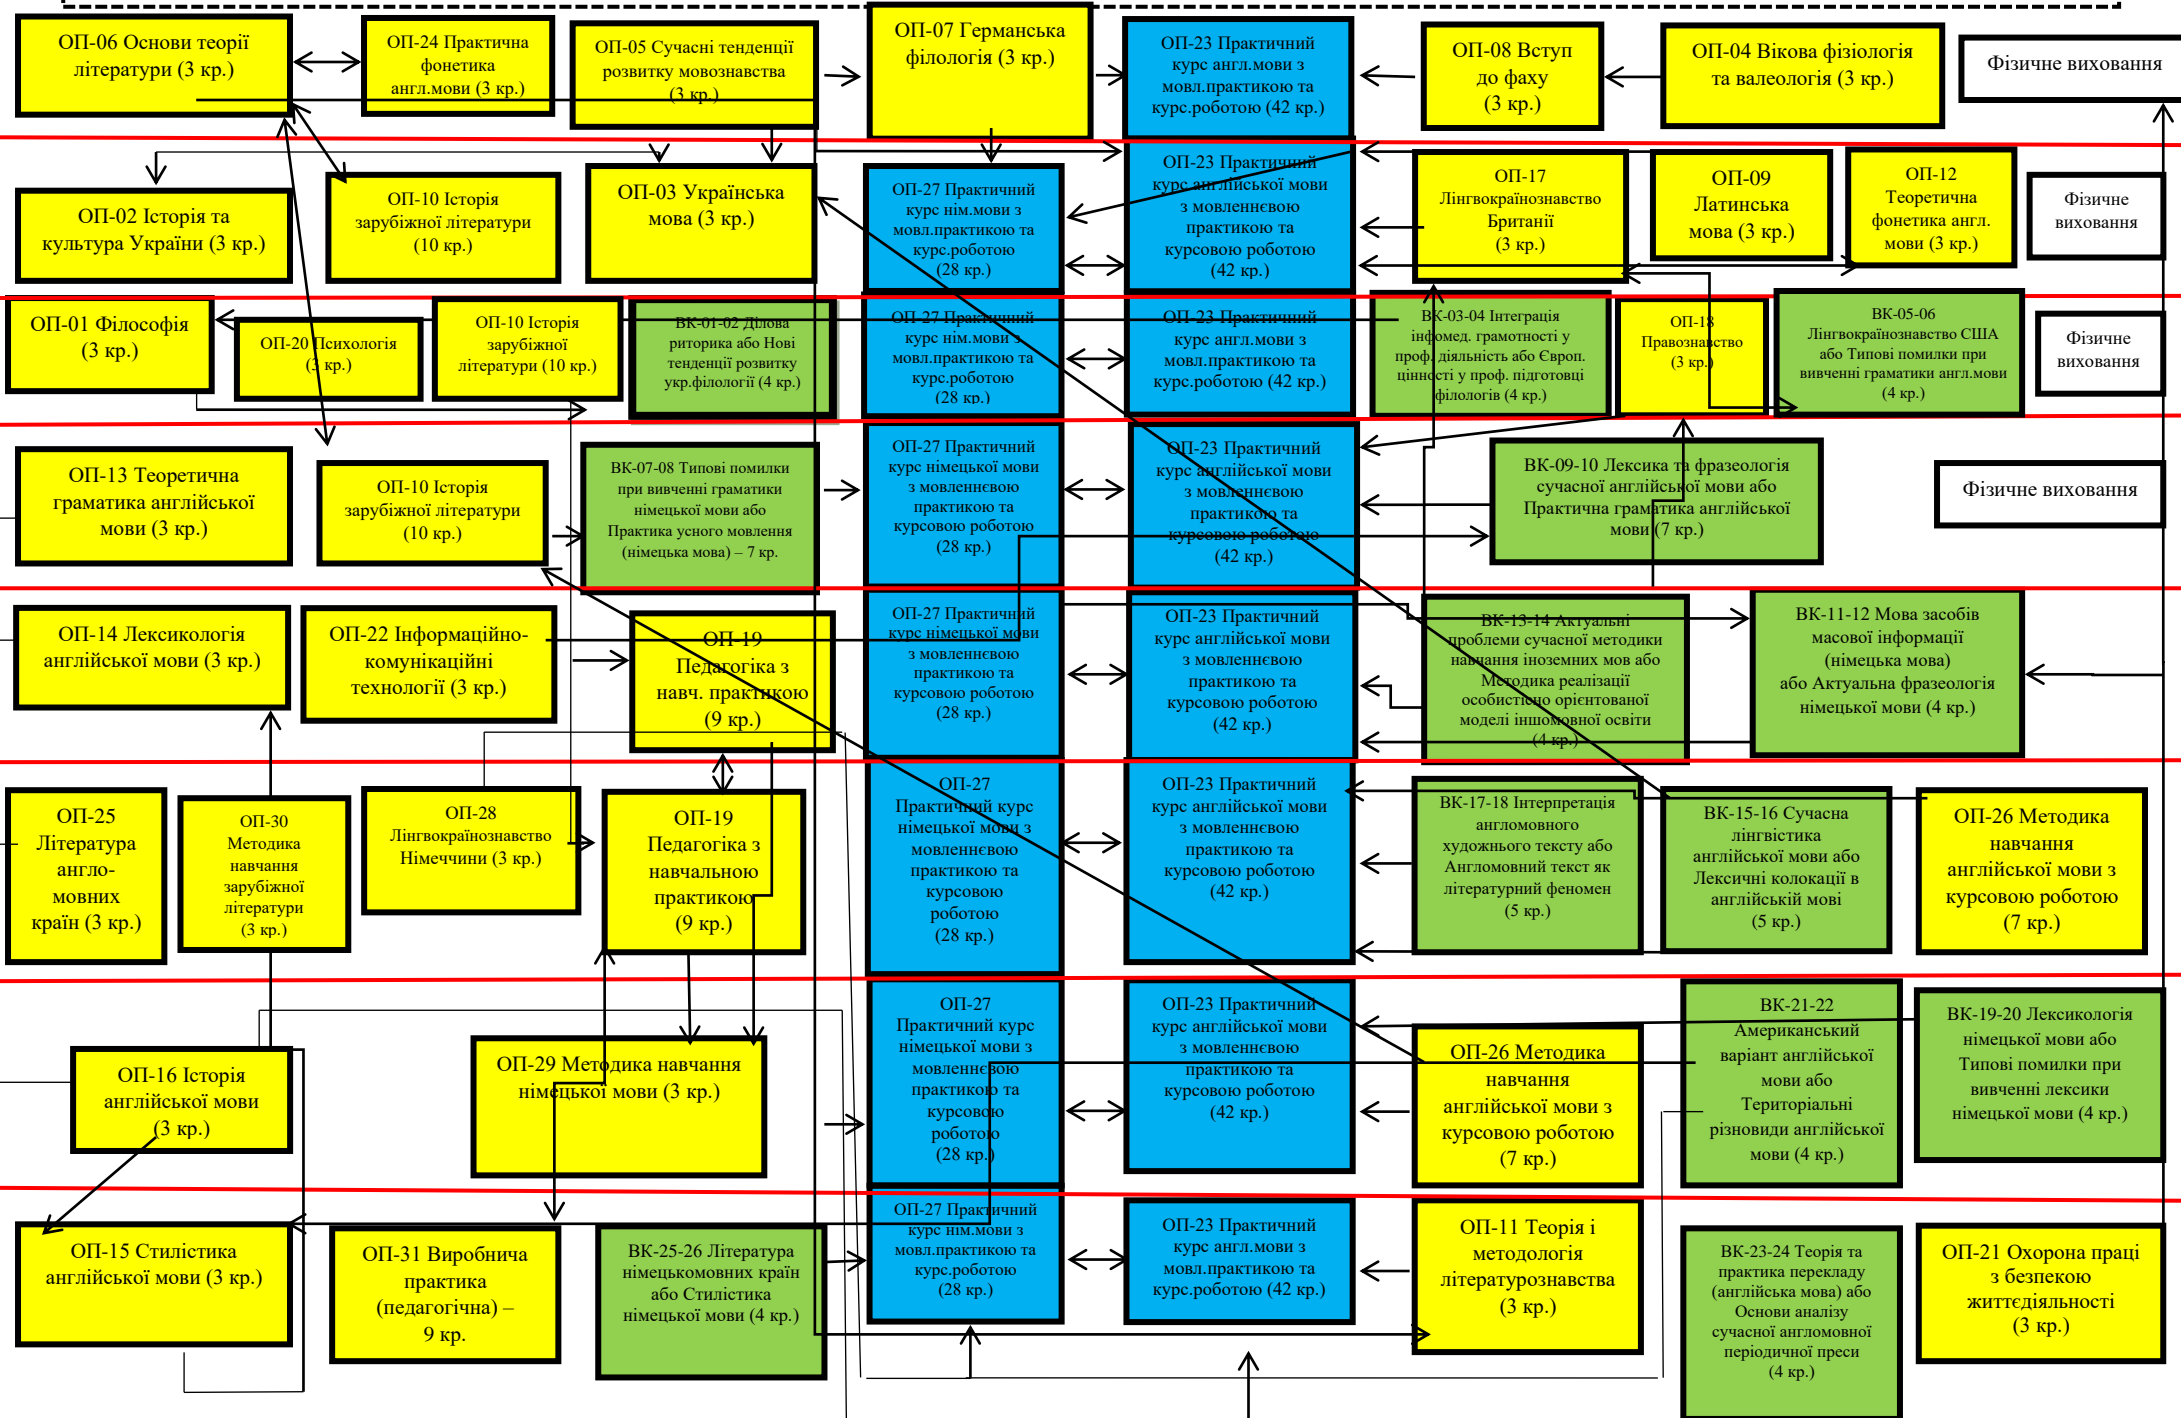 ОП-06 Основи теорії
літератури (3 кр.)
ОП-24 Практична
фонетика
англ.мови (3 кр.)
ОП-05 Сучасні тенденції
розвитку мовознавства
(3 кр.)
ОП-07 Германська
філологія (3 кр.)
ОП-23 Практичний
курс англ.мови з
мовл.практикою та
курс.роботою (42 кр.)
ОП-08 Вступ
до фаху
(3 кр.)
ОП-04 Вікова фізіологія
та валеологія (3 кр.)
Фізичне виховання
ОП-02 Історія та
культура України (3 кр.)
ОП-10 Історія
зарубіжної літератури
(10 кр.)
ОП-03 Українська
мова (3 кр.)
ОП-27 Практичний
курс нім.мови з
мовл.практикою та
курс.роботою
(28 кр.)
ОП-23 Практичний
курс англійської мови
з мовленнєвою
практикою та
курсовою роботою
(42 кр.)
ОП-17
Лінгвокраїнознавство
Британії
(3 кр.)
ОП-09
Латинська
мова (3 кр.)
ОП-12
Теоретична
фонетика англ.
мови (3 кр.)
Фізичне
виховання
ОП-01 Філософія
(3 кр.)
ОП-20 Психологія
(3 кр.)
ОП-10 Історія
зарубіжної
літератури (10 кр.)
ВК-01-02 Ділова
риторика або Нові
тенденції розвитку
укр.філології (4 кр.)
ОП-27 Практичний
курс нім.мови з
мовл.практикою та
курс.роботою
(28 кр.)
ОП-23 Практичний
курс англ.мови з
мовл.практикою та
курс.роботою (42 кр.)
ВК-03-04 Інтеграція
інфомед. грамотності у
проф. діяльність або Європ.
цінності у проф. підготовці
філологів (4 кр.)
ОП-18
Правознавство
(3 кр.)
ВК-05-06
Лінгвокраїнознавство США
або Типові помилки при
вивченні граматики англ.мови
(4 кр.)
Фізичне
виховання
ОП-13 Теоретична
граматика англійської
мови (3 кр.)
ОП-10 Історія
зарубіжної літератури
(10 кр.)
ВК-07-08 Типові помилки
при вивченні граматики
німецької мови або
Практика усного мовлення
(німецька мова) – 7 кр.
ОП-27 Практичний
курс німецької мови
з мовленнєвою
практикою та
курсовою роботою
(28 кр.)
ОП-23 Практичний
курс англійської мови
з мовленнєвою
практикою та
курсовою роботою
(42 кр.)
ВК-09-10 Лексика та фразеологія
сучасної англійської мови або
Практична граматика англійської
мови (7 кр.)
Фізичне виховання
ОП-14 Лексикологія
англійської мови (3 кр.)
ОП-22 Інформаційно-
комунікаційні
технології (3 кр.)
ОП-19
Педагогіка з
навч. практикою
(9 кр.)
ОП-27 Практичний
курс німецької мови
з мовленнєвою
практикою та
курсовою роботою
(28 кр.)
ОП-23 Практичний
курс англійської мови
з мовленнєвою
практикою та
курсовою роботою
(42 кр.)
ВК-13-14 Актуальні
проблеми сучасної методики
навчання іноземних мов або
Методика реалізації
особистісно орієнтованої
моделі іншомовної освіти
(4 кр.)
ВК-11-12 Мова засобів
масової інформації
(німецька мова)
або Актуальна фразеологія
німецької мови (4 кр.)
ОП-25
Література
англо-
мовних
країн (3 кр.)
ОП-30
Методика
навчання
зарубіжної
літератури
(3 кр.)
ОП-28
Лінгвокраїнознавство
Німеччини (3 кр.)
ОП-19
Педагогіка з
навчальною
практикою
(9 кр.)
ОП-27
Практичний курс
німецької мови з
мовленнєвою
практикою та
курсовою
роботою
(28 кр.)
ОП-23 Практичний
курс англійської мови
з мовленнєвою
практикою та
курсовою роботою
(42 кр.)
ВК-17-18 Інтерпретація
англомовного
художнього тексту або
Англомовний текст як
літературний феномен
(5 кр.)
ВК-15-16 Сучасна
лінгвістика
англійської мови або
Лексичні колокації в
англійській мові
(5 кр.)
ОП-26 Методика
навчання
англійської мови з
курсовою роботою
(7 кр.)
ОП-16 Історія
англійської мови
(3 кр.)
ОП-29 Методика навчання
німецької мови (3 кр.)
ОП-27
Практичний курс
німецької мови з
мовленнєвою
практикою та
курсовою
роботою
(28 кр.)
ОП-23 Практичний
курс англійської мови
з мовленнєвою
практикою та
курсовою роботою
(42 кр.)
ОП-26 Методика
навчання
англійської мови з
курсовою роботою
(7 кр.)
ВК-21-22
Американський
варіант англійської
мови або
Територіальні
різновиди англійської
мови (4 кр.)
ВК-19-20 Лексикологія
німецької мови або
Типові помилки при
вивченні лексики
німецької мови (4 кр.)
ОП-15 Стилістика
англійської мови (3 кр.)
ОП-31 Виробнича
практика
(педагогічна) –
9 кр.
ВК-25-26 Література
німецькомовних країн
або Стилістика
німецької мови (4 кр.)
ОП-27 Практичний
курс нім.мови з
мовл.практикою та
курс.роботою
(28 кр.)
ОП-23 Практичний
курс англ.мови з
мовл.практикою та
курс.роботою (42 кр.)
ОП-11 Теорія і
методологія
літературознавства
(3 кр.)
ВК-23-24 Теорія та
практика перекладу
(англійська мова) або
Основи аналізу
сучасної англомовної
періодичної преси
(4 кр.)
ОП-21 Охорона праці
з безпекою
життєдіяльності
(3 кр.)